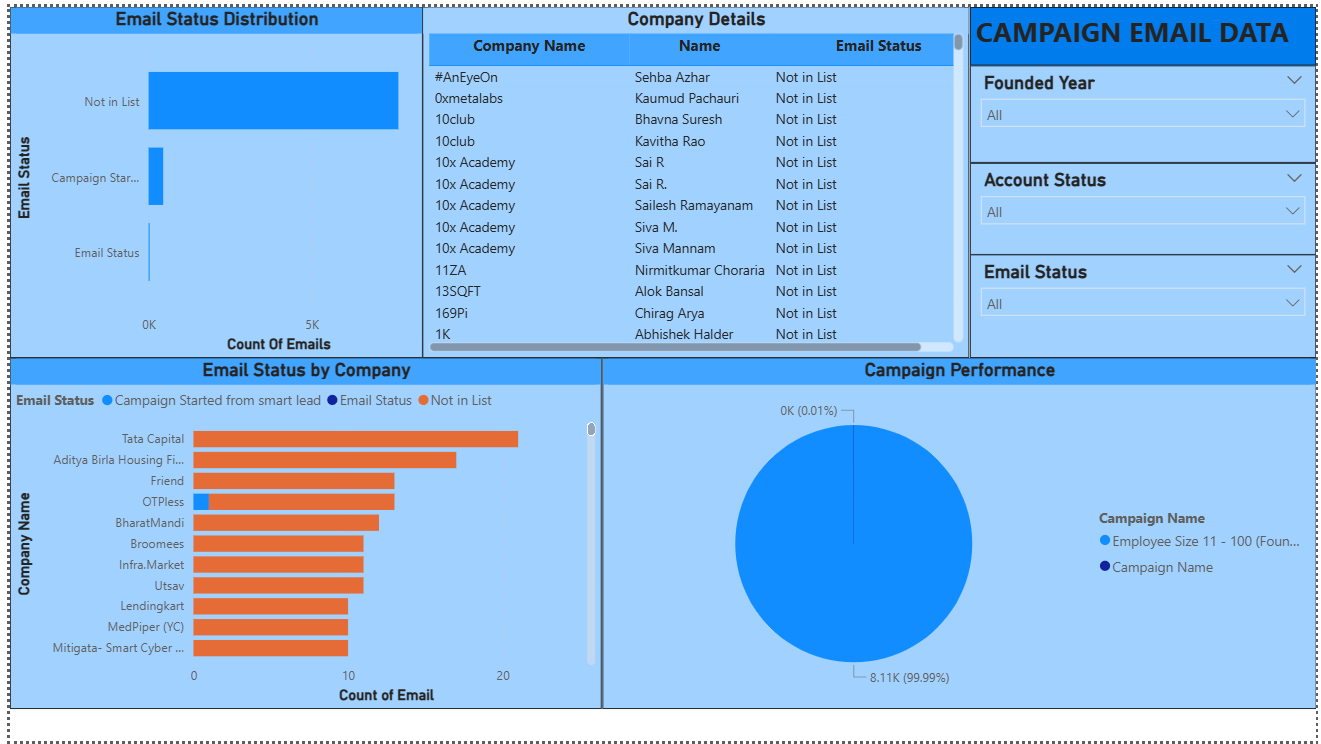 Email Status Distribution
Email Status
Not in List
Campaign Star...
Email Status
0K 5K
Count Of Emails
Company Details
Company Name Name Email Status
#AnEyeOn Sehba Azhar Not in List
0xmetalabs Kaumud Pachauri Not in List
10club Bhavna Suresh Not in List
10club Kavitha Rao Not in List
10x Academy Sai R Not in List
10x Academy Sai R. Not in List
10x Academy Sailesh Ramayanam Not in List
10x Academy Siva M. Not in List
10x Academy Siva Mannam Not in List
11ZA Nirmitkumar Choraria Not in List
13SQFT Alok Bansal Not in List
169Pi Chirag Arya Not in List
1K Abhishek Halder Not in List
CAMPAIGN EMAIL DATA
Founded Year
All
Account Status
All
Email Status
All
Email Status by Company
Email Status Campaign Started from smart lead Email Status Not in List
Company Name
Tata Capital
Aditya Birla Housing Fi...
Friend
OTPless
BharatMandi
Broomees
Infra.Market
Utsav
Lendingkart
MedPiper (YC)
Mitigata- Smart Cyber ...
0 10 20
Count of Email
Campaign Performance
0K (0.01%)
8.11K (99.99%)
Campaign Name
Employee Size 11 - 100 (Foun...
Campaign Name